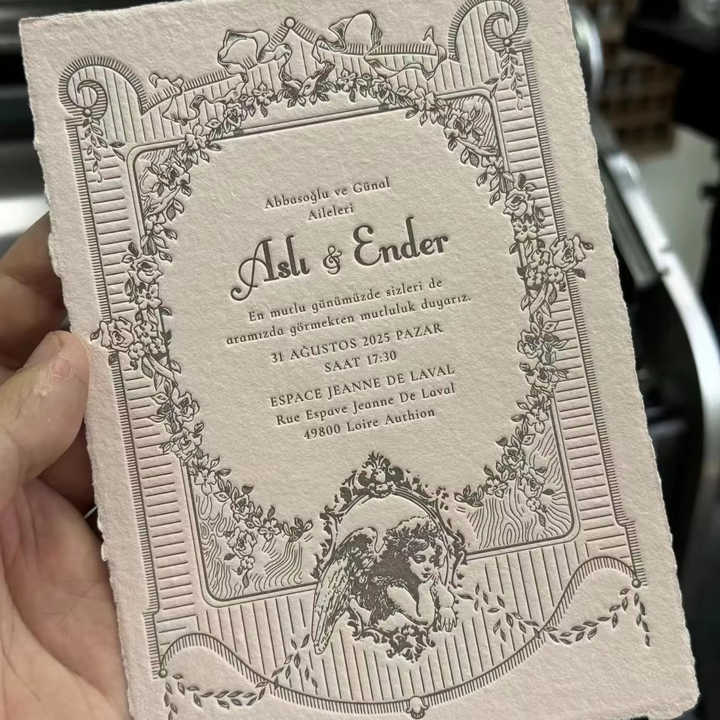 Abbasoğlu ve Günal
Aileleri
Aslı & Ender
En mutlu günümüzde sizleri de
aramızda görmekten mutluluk duyarız.
31 AĞUSTOS 2025 PAZAR
SAAT 17:30
ESPACE JEANNE DE LAVAL
Rue Espave Jeanne De Laval
49800 Loire Authion